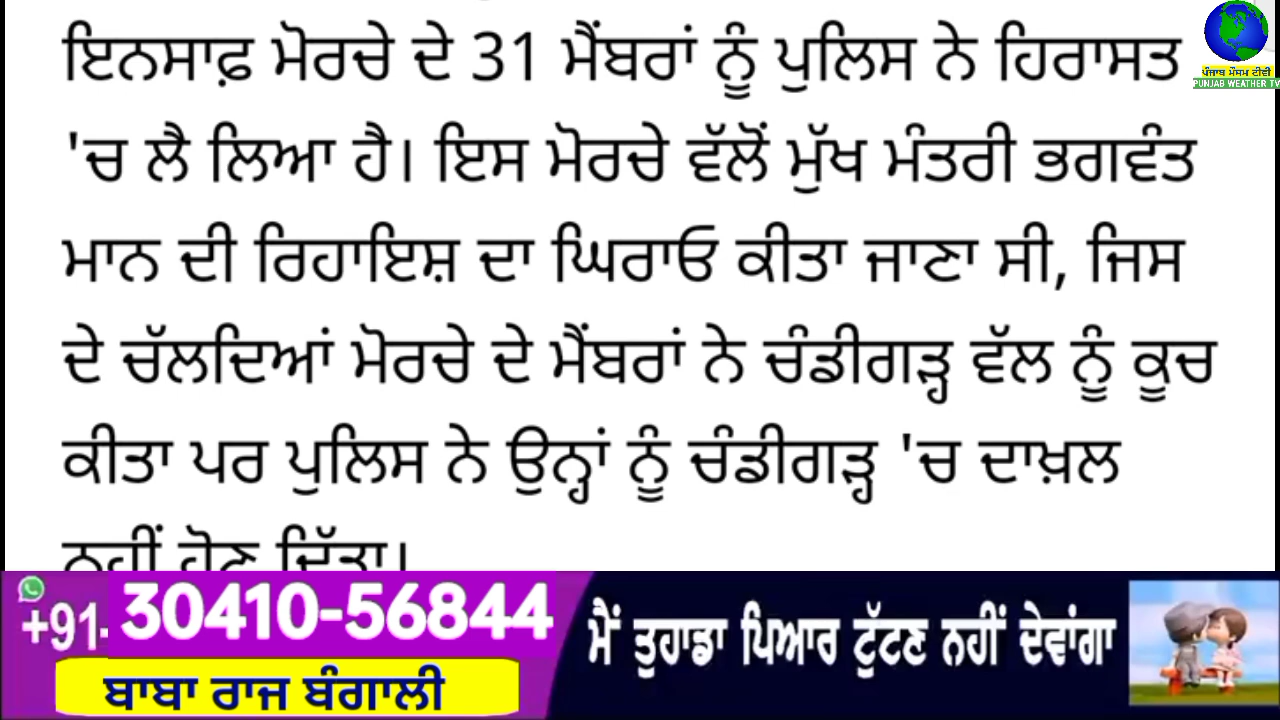 ਇਨਸਾਫ਼ ਮੋਰਚੇ ਦੇ 31 ਮੈਂਬਰਾਂ ਨੂੰ ਪੁਲਿਸ ਨੇ ਹਿਰਾਸਤ
'ਚ ਲੈ ਲਿਆ ਹੈ। ਇਸ ਮੋਰਚੇ ਵੱਲੋਂ ਮੁੱਖ ਮੰਤਰੀ ਭਗਵੰਤ
ਮਾਨ ਦੀ ਰਿਹਾਇਸ਼ ਦਾ ਘਿਰਾਓ ਕੀਤਾ ਜਾਣਾ ਸੀ, ਜਿਸ
ਦੇ ਚੱਲਦਿਆਂ ਮੋਰਚੇ ਦੇ ਮੈਂਬਰਾਂ ਨੇ ਚੰਡੀਗੜ੍ਹ ਵੱਲ ਨੂੰ ਕੂਚ
ਕੀਤਾ ਪਰ ਪੁਲਿਸ ਨੇ ਉਨ੍ਹਾਂ ਨੂੰ ਚੰਡੀਗੜ੍ਹ 'ਚ ਦਾਖ਼ਲ
ਨਹੀਂ ਹੋਣ ਦਿੱਤਾ।
ਪੰਜਾਬ ਮੌਸਮ ਟੀਵੀ
PUNJAB WEATHER TV
+91- 30410-56844
ਬਾਬਾ ਰਾਜ ਬੰਗਾਲੀ
ਮੈਂ ਤੁਹਾਡਾ ਪਿਆਰ ਟੁੱਟਣ ਨਹੀਂ ਦੇਵਾਂਗਾ